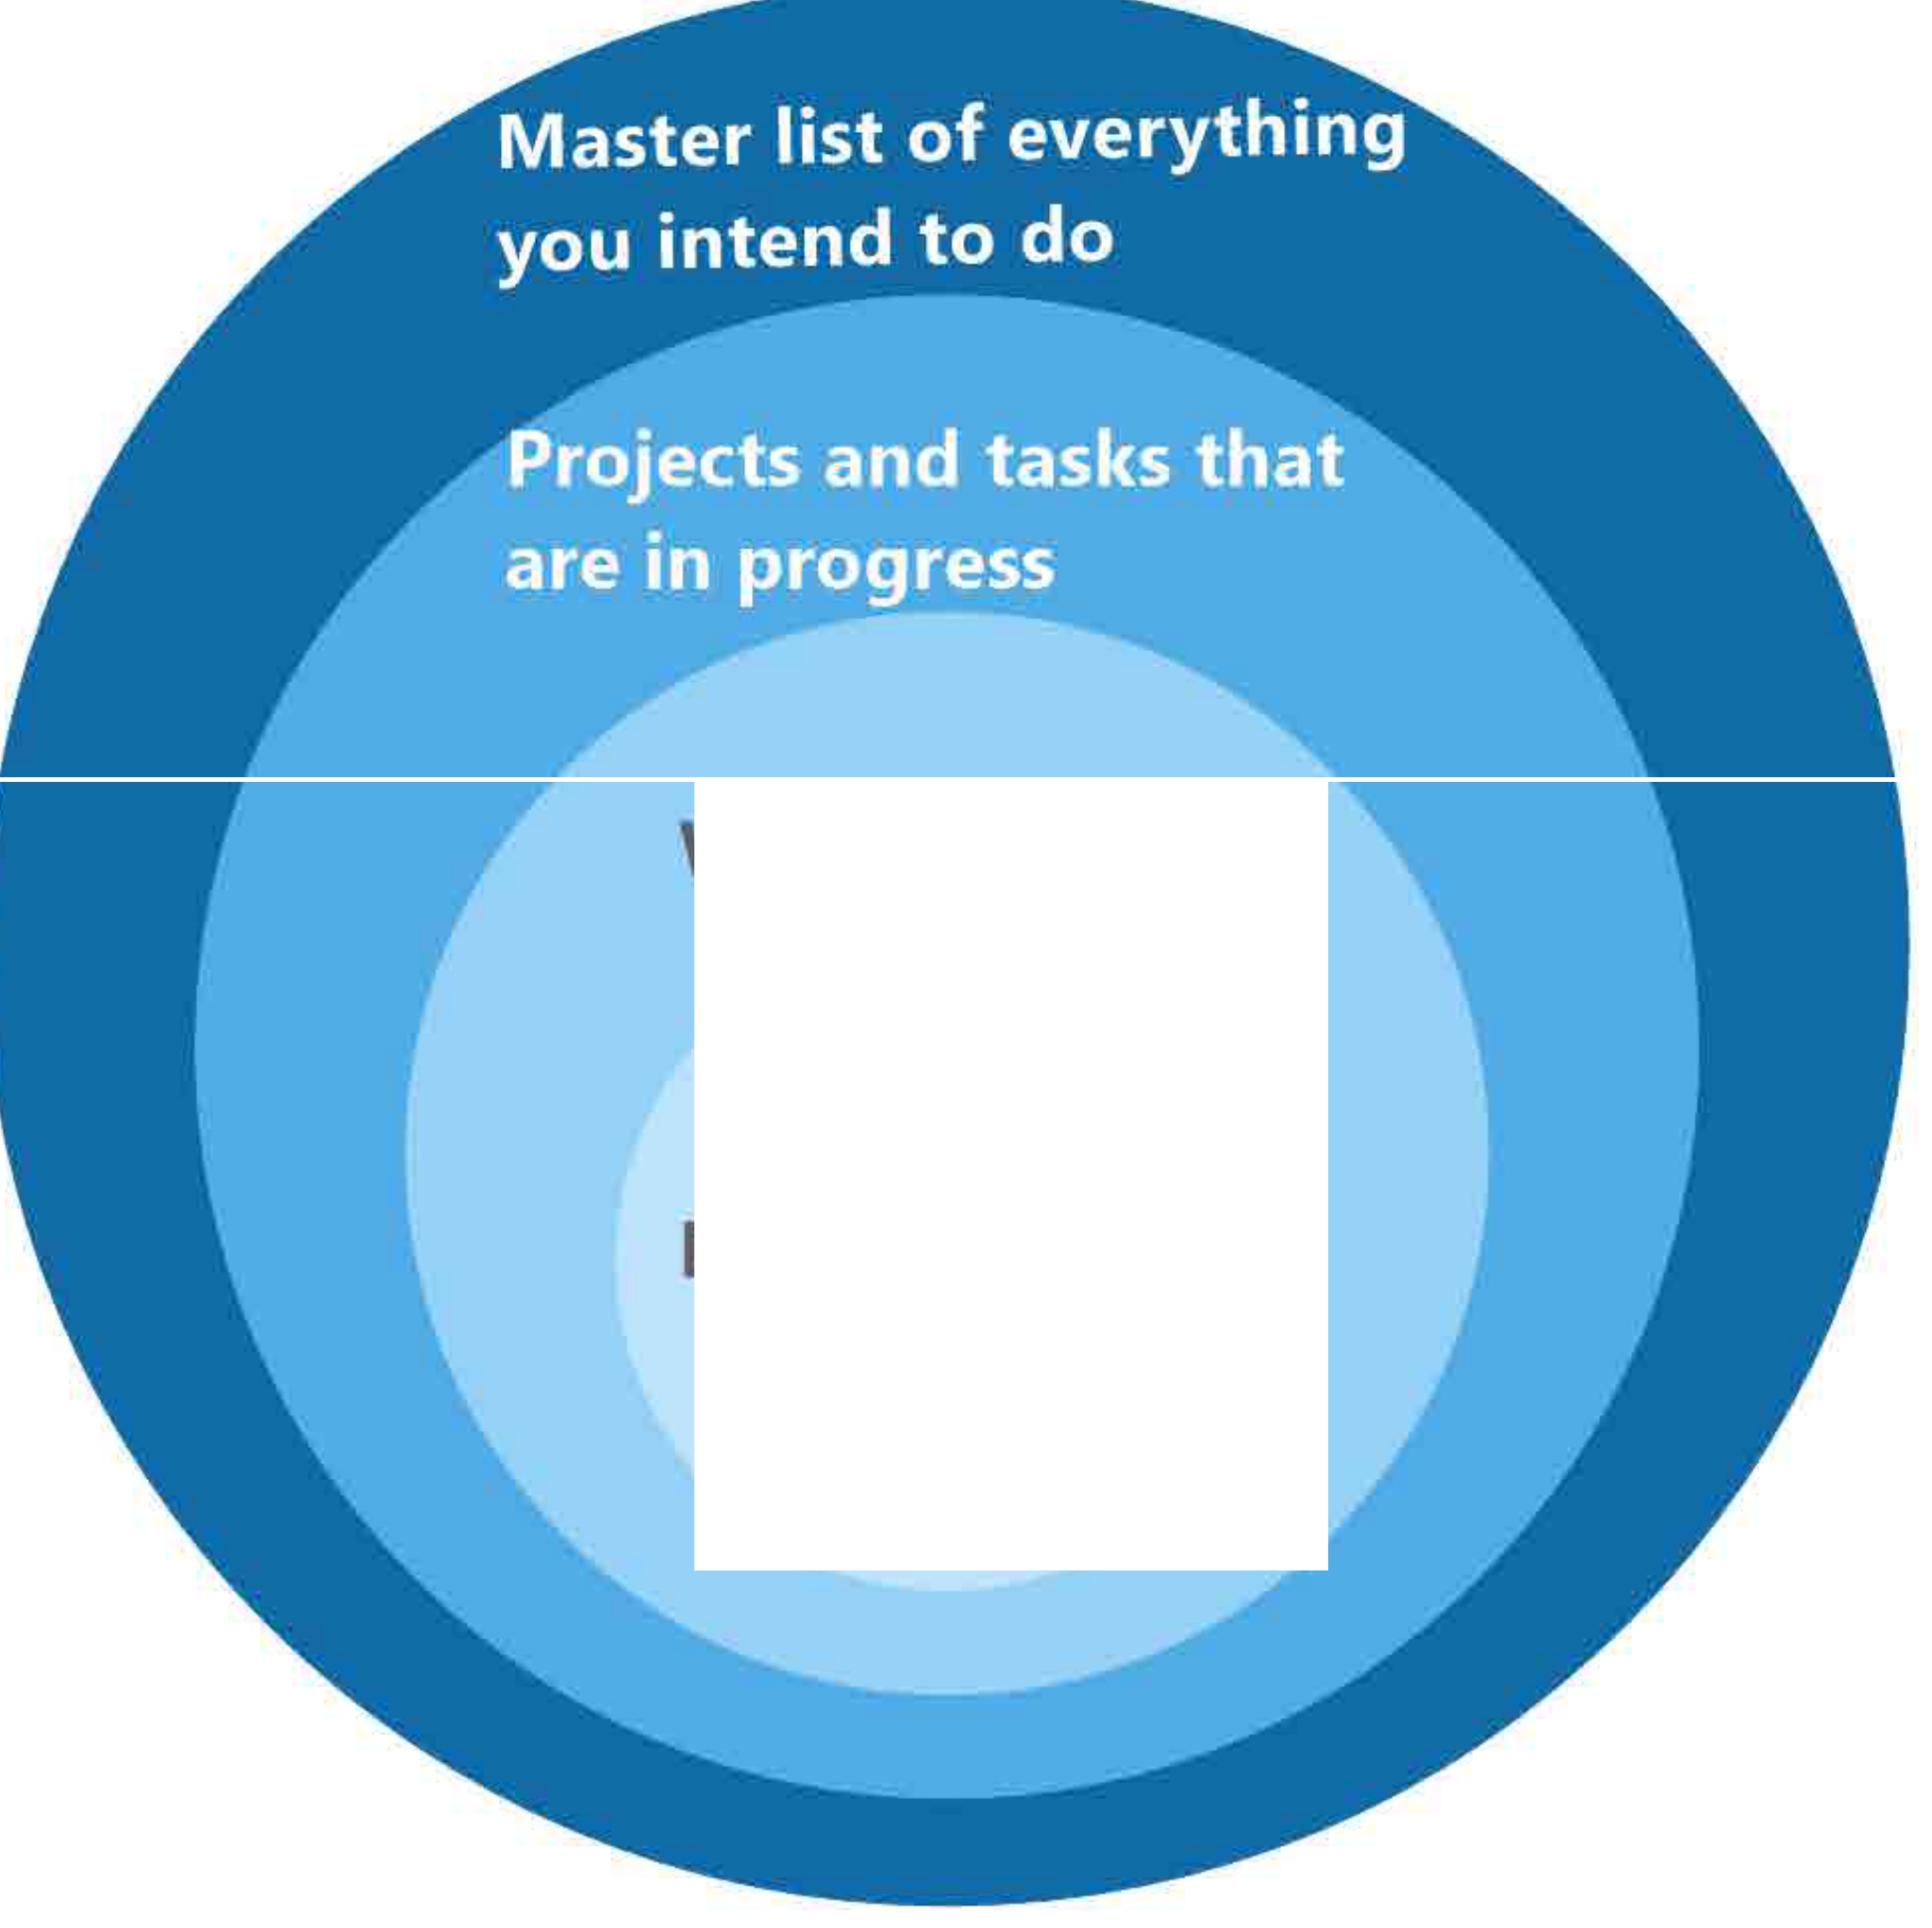 Master list of everything
you intend to do
Projects and tasks that
are in progress